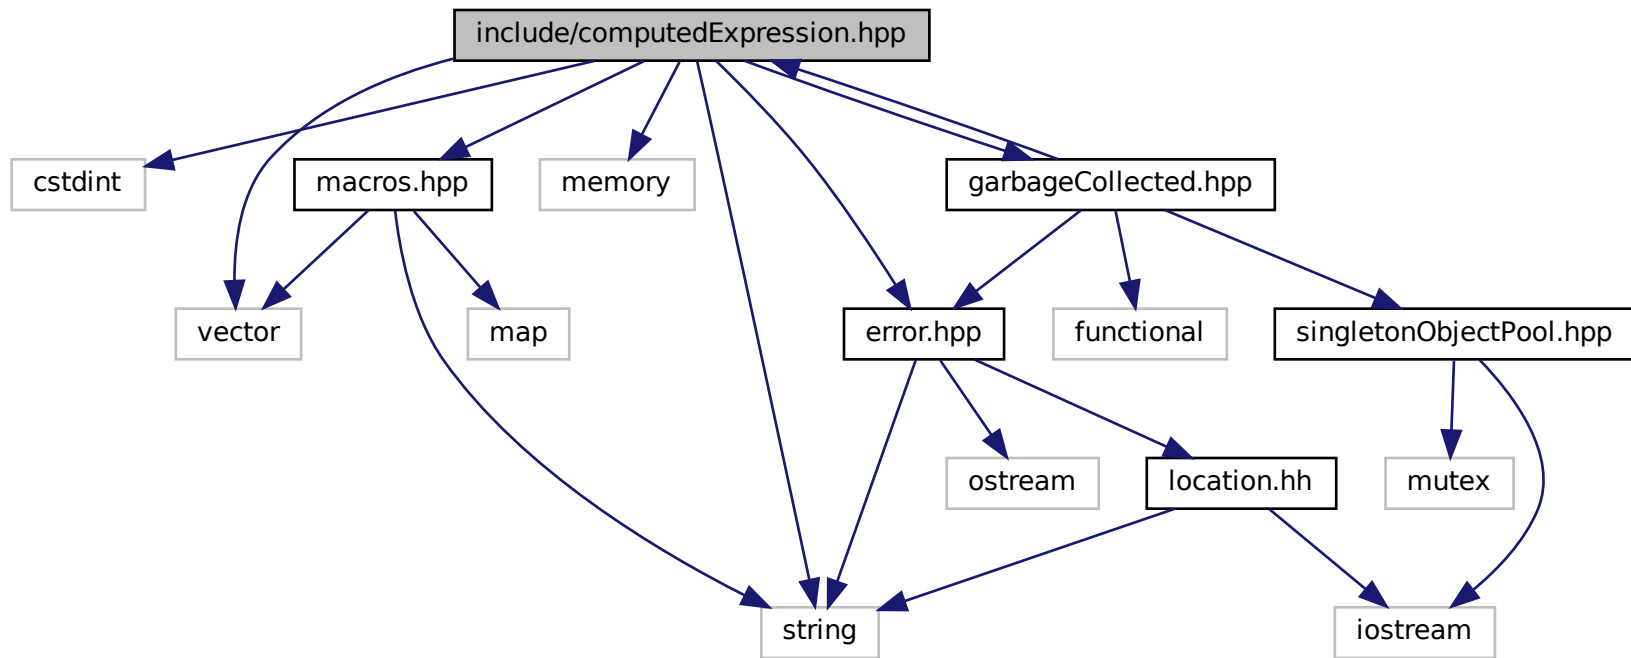 include/computedExpression.hpp
cstdint
macros.hpp
memory
garbageCollected.hpp
vector
map
error.hpp
functional
singletonObjectPool.hpp
ostream
location.hh
mutex
string
iostream